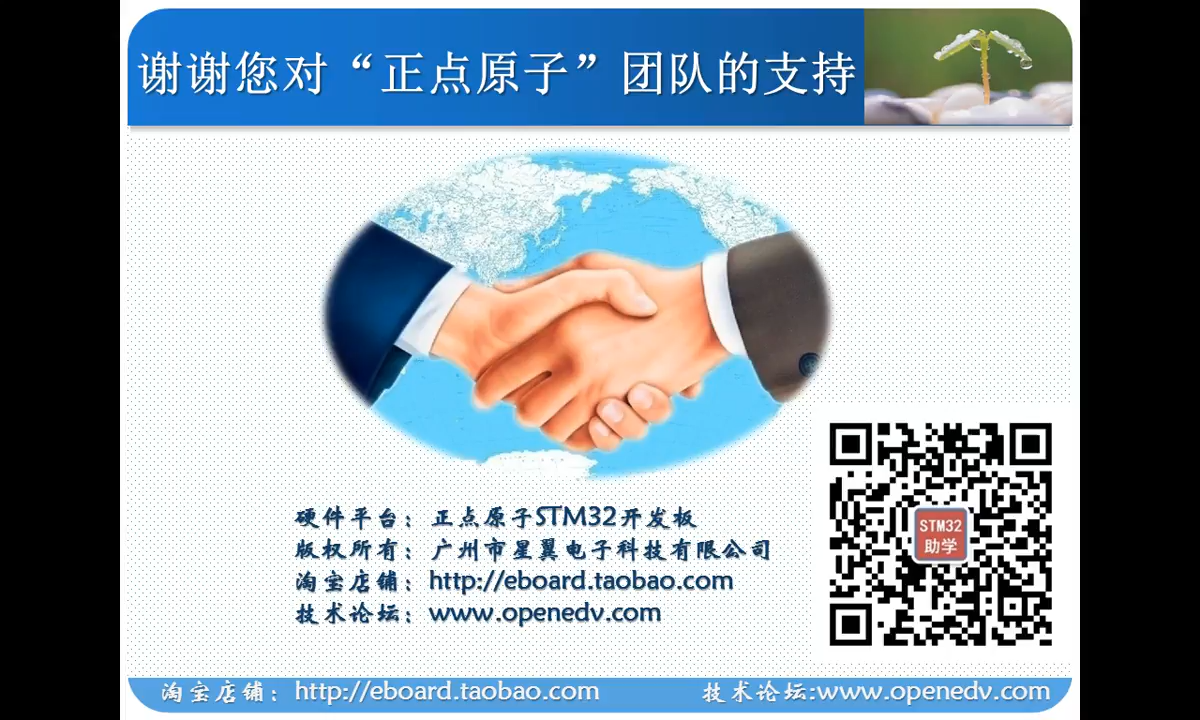 谢谢您对“正点原子”团队的支持
硬件平台：正点原子STM32开发板
版权所有：广州市星翼电子科技有限公司
淘宝店铺：http://eboard.taobao.com
技术论坛：www.openedv.com
STM32
助学
淘宝店铺：http://eboard.taobao.com
技术论坛:www.openedv.com